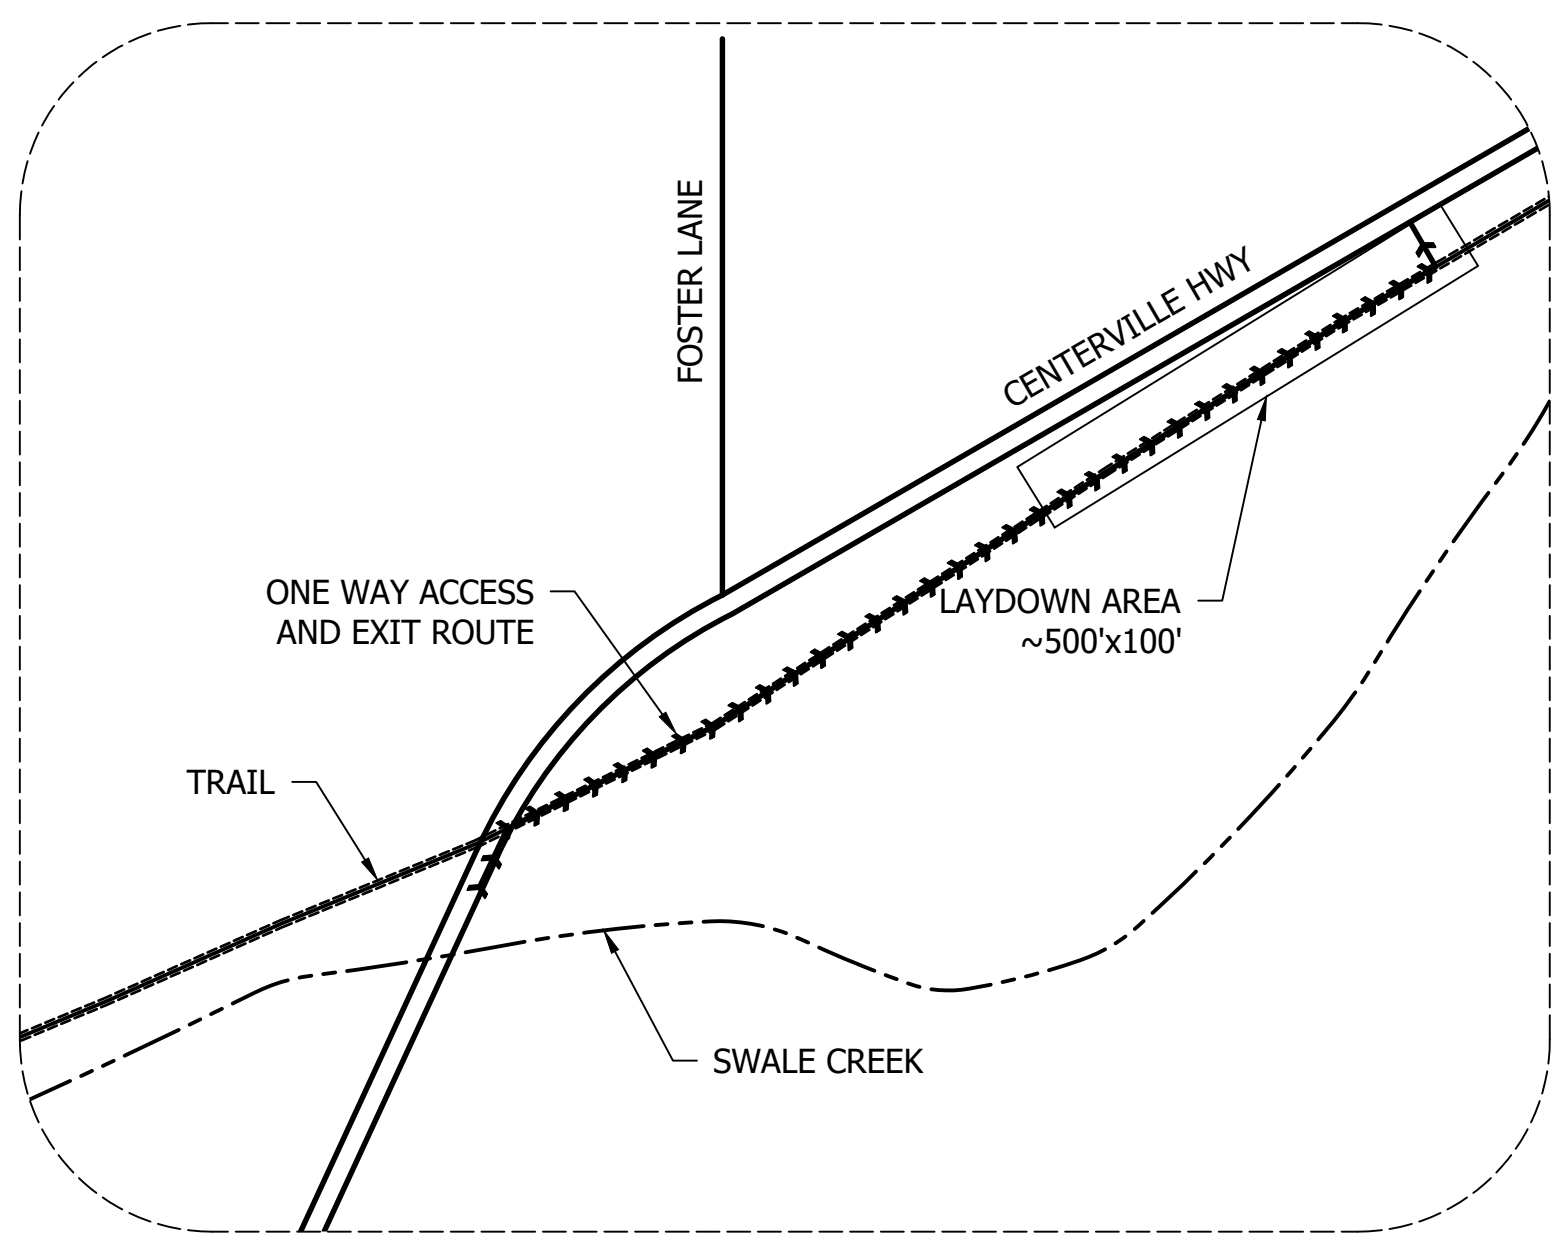 FOSTER LANE
CENTERVILLE HWY
ONE WAY ACCESS
AND EXIT ROUTE
LAYDOWN AREA
~500'x100'
TRAIL
SWALE CREEK